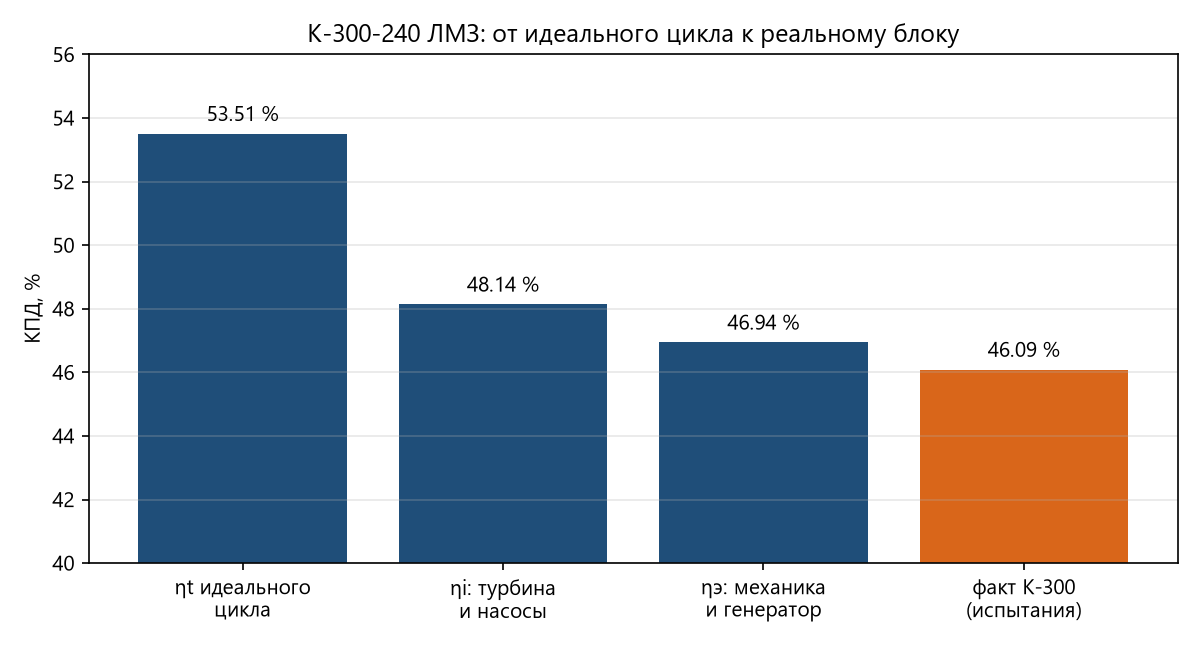 К-300-240 ЛМЗ: от идеального цикла к реальному блоку
КПД, %
56
54
52
50
48
46
44
42
40
53.51 %
48.14 %
46.94 %
46.09 %
ηt идеального
цикла
ηi: турбина
и насосы
ηэ: механика
и генератор
факт К-300
(испытания)